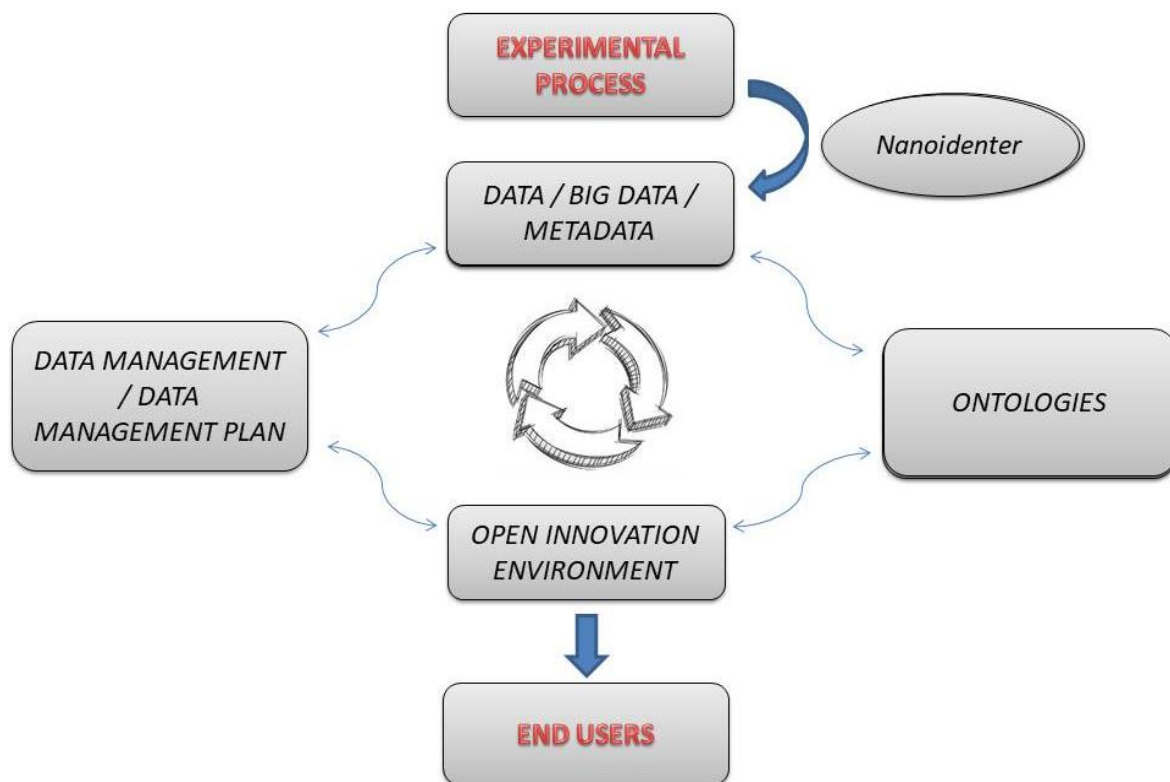 EXPERIMENTAL
PROCESS
Nanoidenter
DATA / BIG DATA /
METADATA
DATA MANAGEMENT
/ DATA
MANAGEMENT PLAN
ONTOLOGIES
OPEN INNOVATION
ENVIRONMENT
END USERS